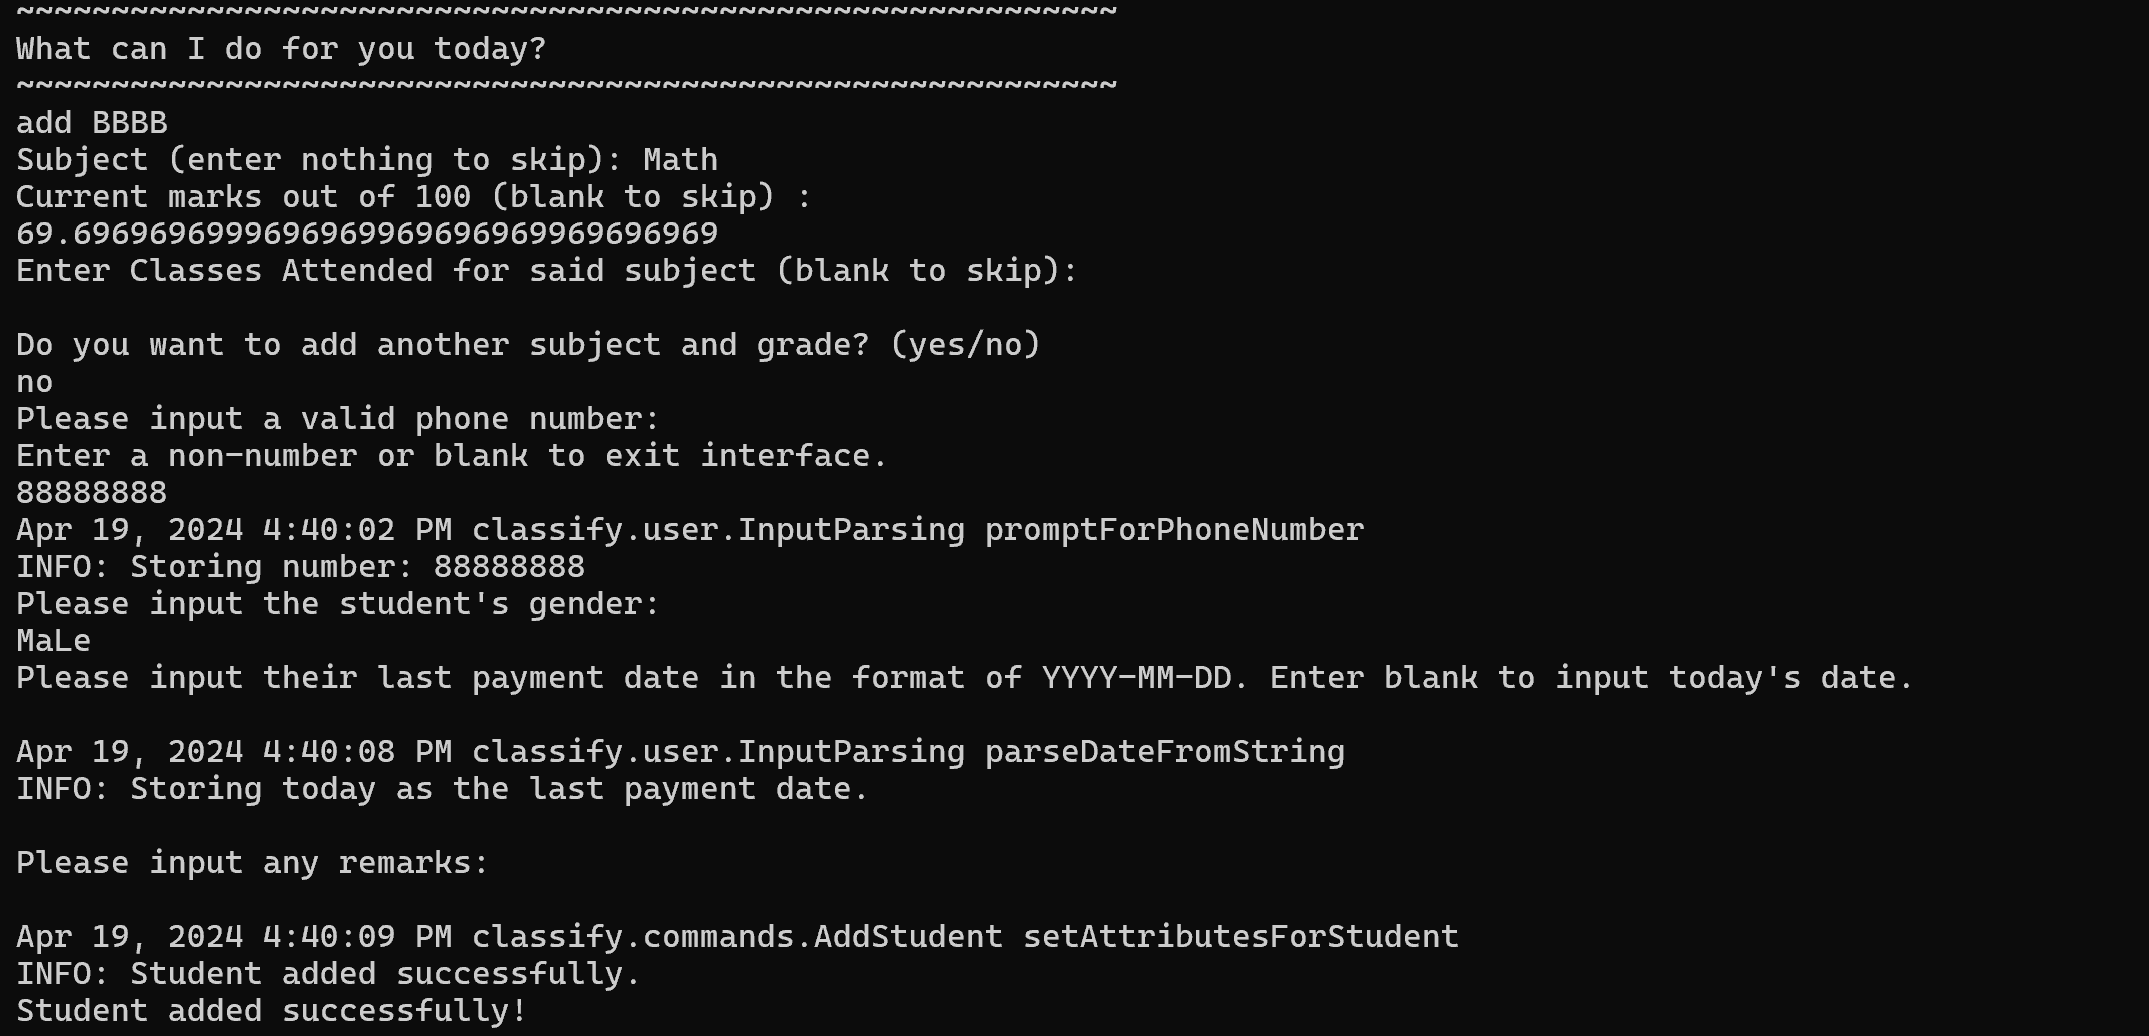 ~~~~~~~~~~~~~~~~~~~~~~~~~~~~~~~~~~~~~~~~~~~~~~~~~~~~~~~~~~
What can I do for you today?
~~~~~~~~~~~~~~~~~~~~~~~~~~~~~~~~~~~~~~~~~~~~~~~~~~~~~~~~~~
add BBBB
Subject (enter nothing to skip): Math
Current marks out of 100 (blank to skip) :
69.6969696999696969969696969969696969
Enter Classes Attended for said subject (blank to skip):
Do you want to add another subject and grade? (yes/no)
no
Please input a valid phone number:
Enter a non-number or blank to exit interface.
88888888
Apr 19, 2024 4:40:02 PM classify.user.InputParsing promptForPhoneNumber
INFO: Storing number: 88888888
Please input the student's gender:
MaLe
Please input their last payment date in the format of YYYY-MM-DD. Enter blank to input today's date.
Apr 19, 2024 4:40:08 PM classify.user.InputParsing parseDateFromString
INFO: Storing today as the last payment date.
Please input any remarks:
Apr 19, 2024 4:40:09 PM classify.commands.AddStudent setAttributesForStudent
INFO: Student added successfully.
Student added successfully!